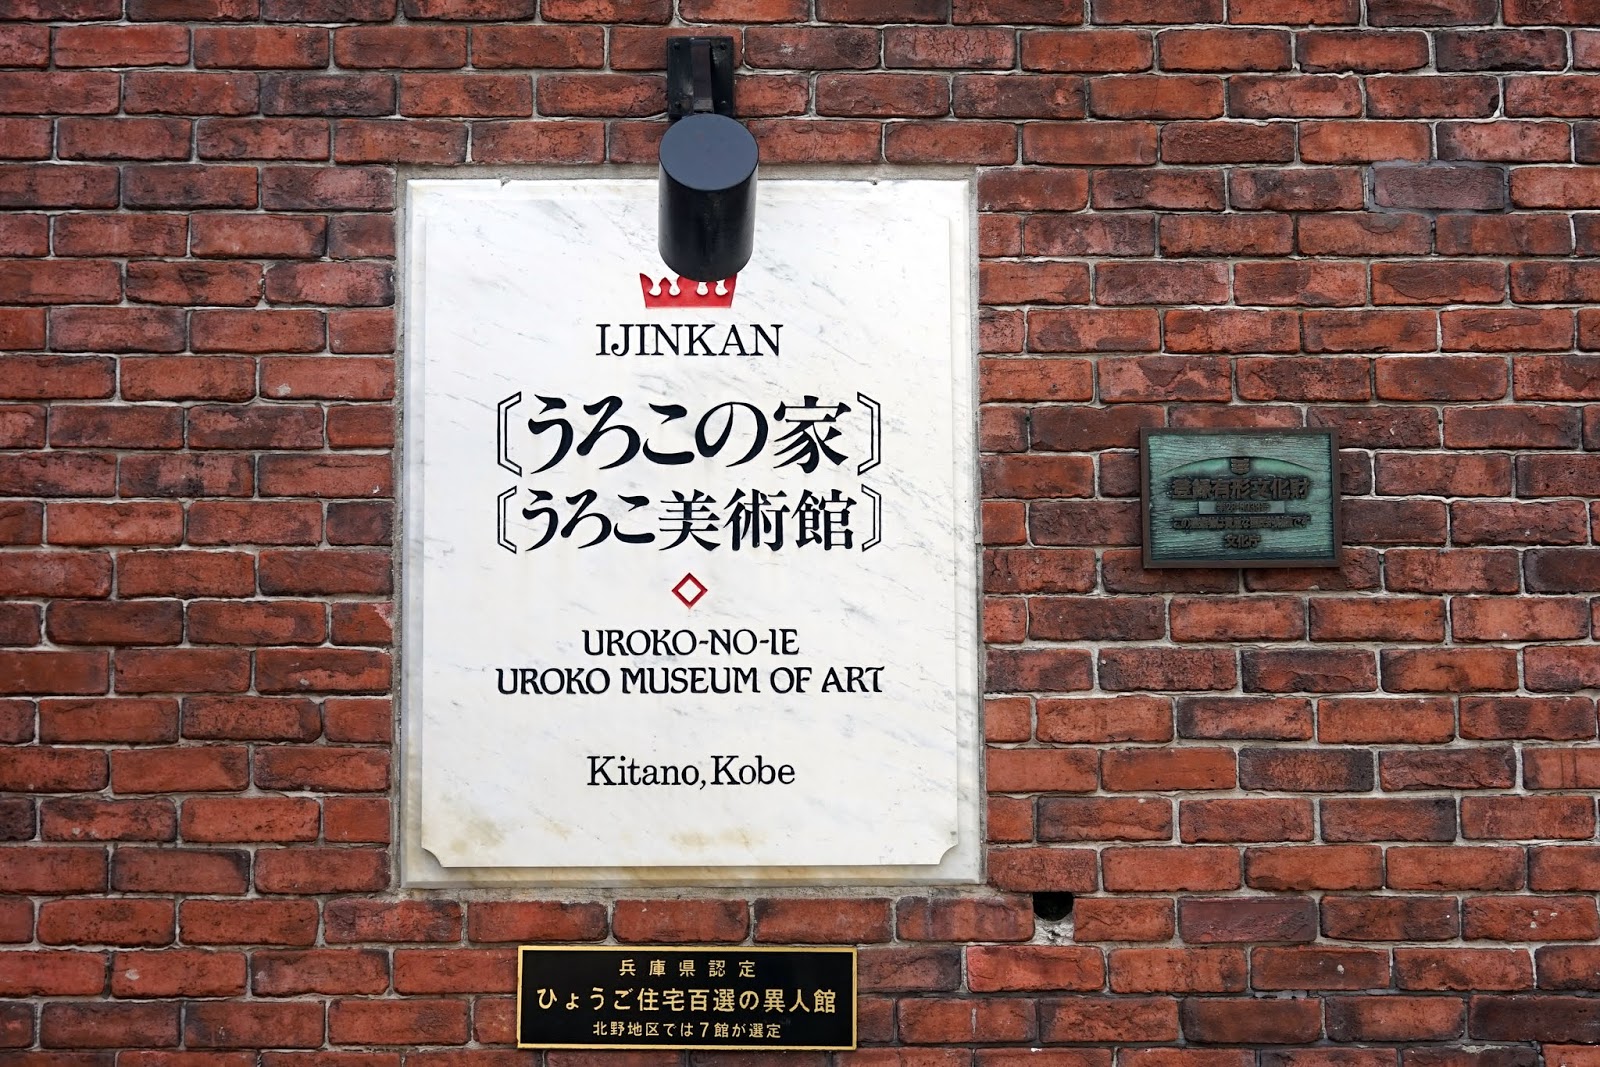 IJINKAN
〔うろこの家〕
〔うろこ美術館〕
UROKO-NO-IE
UROKO MUSEUM OF ART
Kitano, Kobe
登録有形文化財
文化庁
兵庫県認定
ひょうご住宅百選の異人館
北野地区では7館が選定